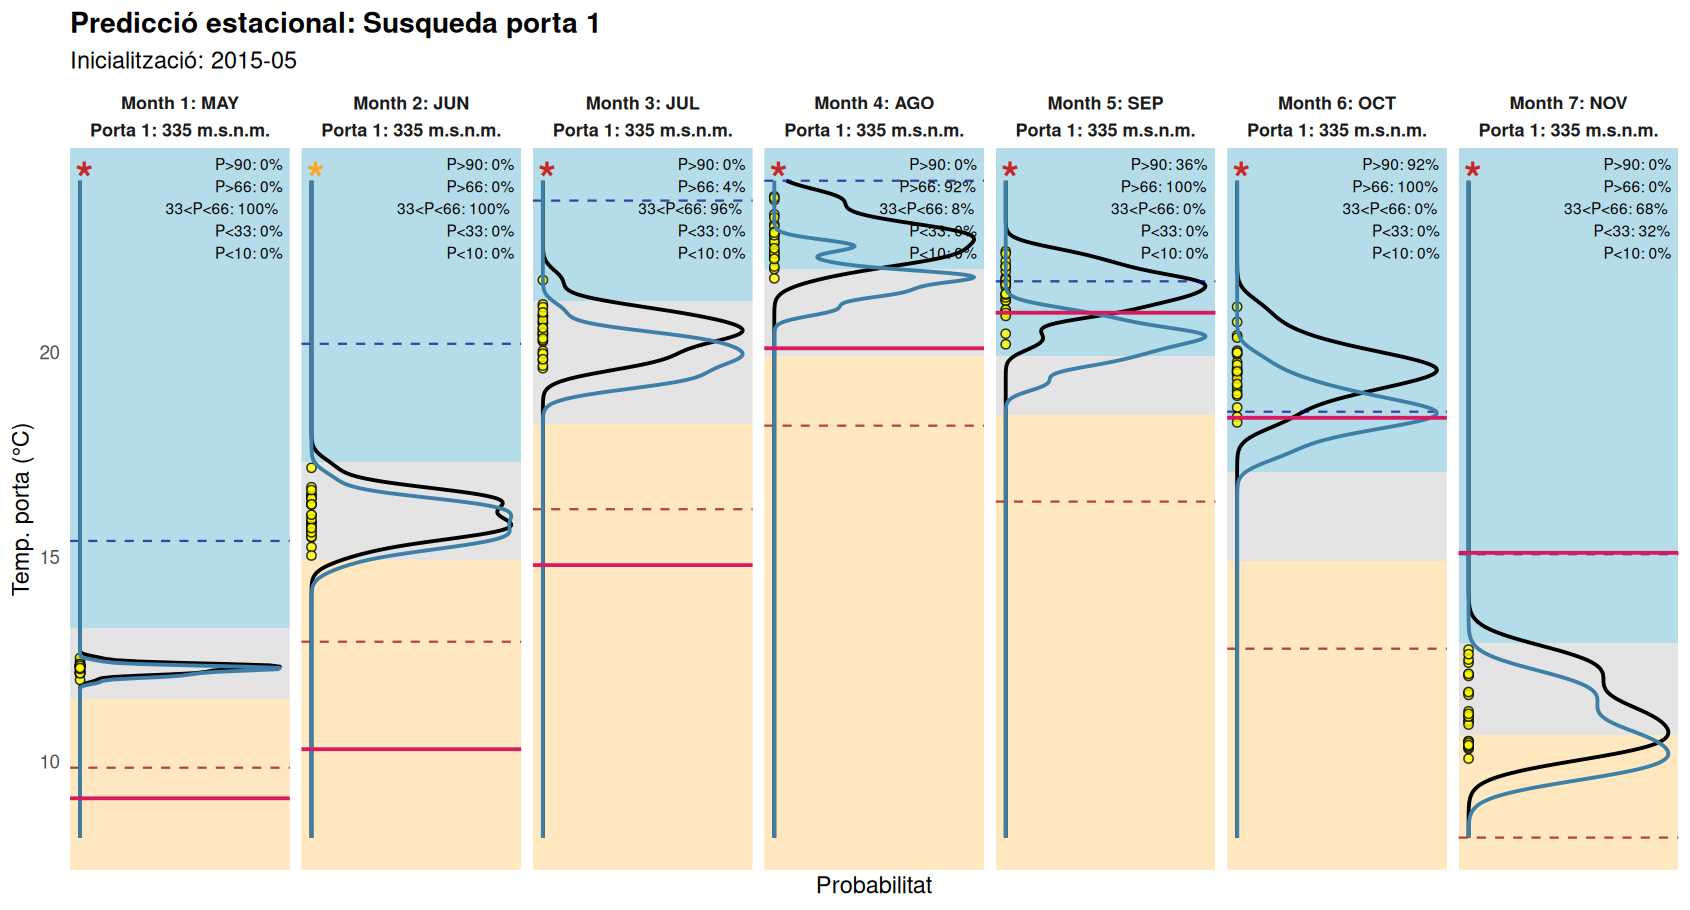 Predicció estacional: Susqueda porta 1
Inicialització: 2015-05
Month 1: MAY
Porta 1: 335 m.s.n.m.
Month 2: JUN
Porta 1: 335 m.s.n.m.
Month 3: JUL
Porta 1: 335 m.s.n.m.
Month 4: AGO
Porta 1: 335 m.s.n.m.
Month 5: SEP
Porta 1: 335 m.s.n.m.
Month 6: OCT
Porta 1: 335 m.s.n.m.
Month 7: NOV
Porta 1: 335 m.s.n.m.
*
P>90: 0%
P>66: 0%
33<P<66: 100%
P<33: 0%
P<10: 0%
*
P>90: 0%
P>66: 0%
33<P<66: 100%
P<33: 0%
P<10: 0%
*
P>90: 0%
P>66: 4%
33<P<66: 96%
P<33: 0%
P<10: 0%
*
P>90: 0%
P>66: 92%
33<P<66: 8%
P<33: 0%
P<10: 0%
*
P>90: 36%
P>66: 100%
33<P<66: 0%
P<33: 0%
P<10: 0%
*
P>90: 92%
P>66: 100%
33<P<66: 0%
P<33: 0%
P<10: 0%
*
P>90: 0%
P>66: 0%
33<P<66: 68%
P<33: 32%
P<10: 0%
Temp. porta (°C)
20
15
10
Probabilitat